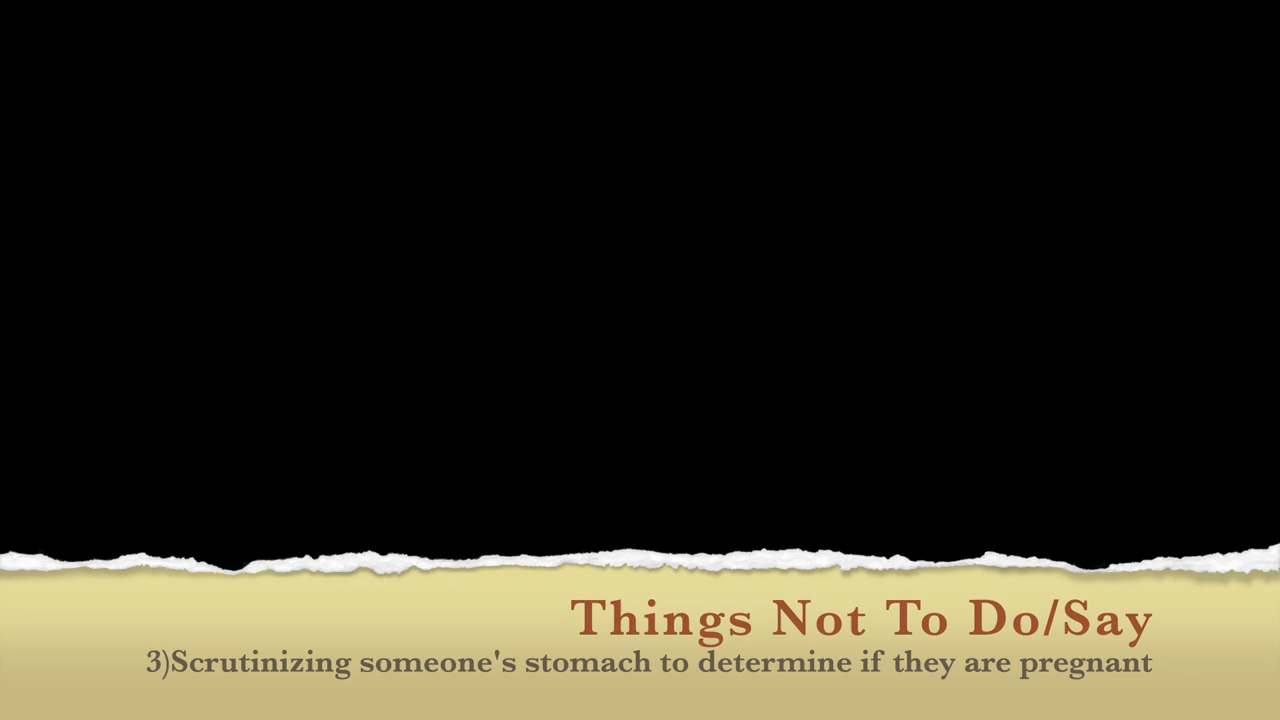 Things Not To Do/Say
3)Scrutinizing someone's stomach to determine if they are pregnant